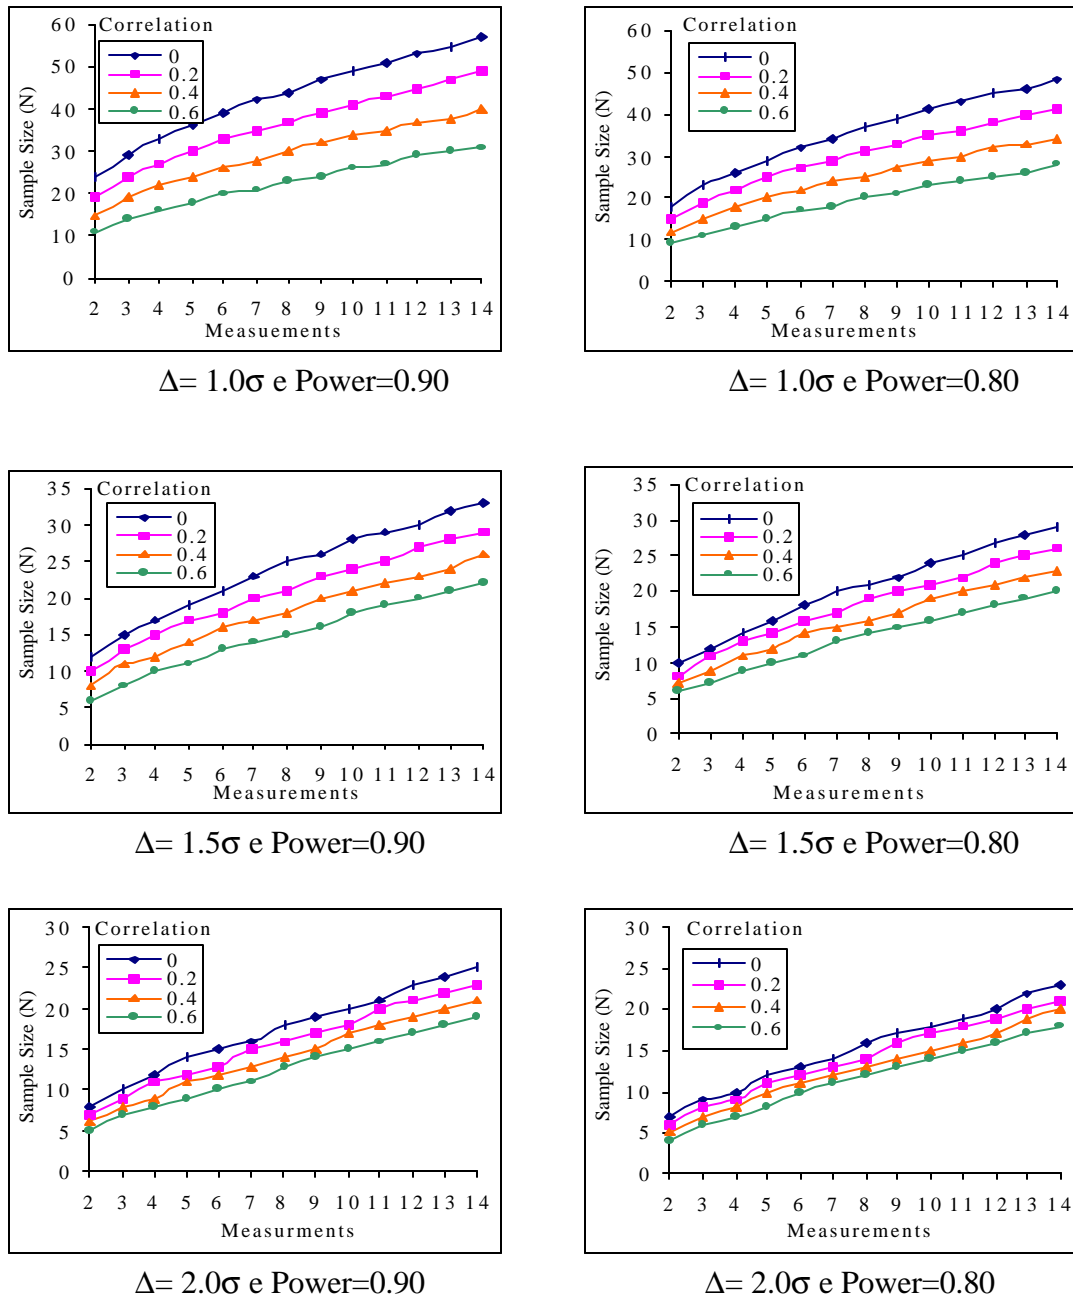 Correlation
0
0.2
0.4
0.6
60
50
40
30
20
10
0
Sample Size (N)
2 3 4 5 6 7 8 9 10 11 12 13 14
Measuements
Δ= 1.0σ e Power=0.90
Correlation
0
0.2
0.4
0.6
60
50
40
30
20
10
0
Sample Size (N)
2 3 4 5 6 7 8 9 10 11 12 13 14
Measurements
Δ= 1.0σ e Power=0.80
Correlation
0
0.2
0.4
0.6
35
30
25
20
15
10
5
0
Sample Size (N)
2 3 4 5 6 7 8 9 10 11 12 13 14
Measurements
Δ= 1.5σ e Power=0.90
Correlation
0
0.2
0.4
0.6
35
30
25
20
15
10
5
0
Sample Size (N)
2 3 4 5 6 7 8 9 10 11 12 13 14
Measurements
Δ= 1.5σ e Power=0.80
Correlation
0
0.2
0.4
0.6
30
25
20
15
10
5
0
Sample Size (N)
2 3 4 5 6 7 8 9 10 11 12 13 14
Measurments
Δ= 2.0σ e Power=0.90
Correlation
0
0.2
0.4
0.6
30
25
20
15
10
5
0
Sample Size (N)
2 3 4 5 6 7 8 9 10 11 12 13 14
Measurements
Δ= 2.0σ e Power=0.80